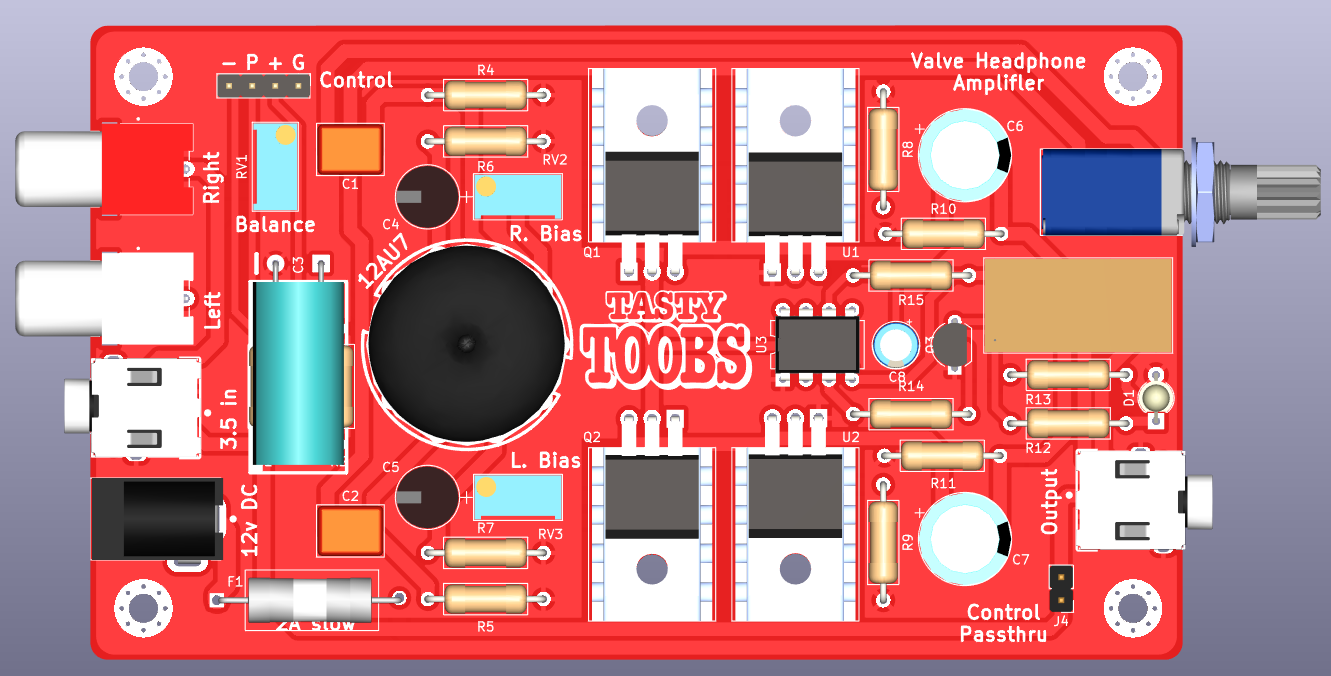 − P + G
Control
R4
Valve Headphone
Amplifier
RV1
Right
C1
R6
RV2
R8
C6
C4
R. Bias
R10
Balance
12AU7
Q1
U1
C3
Left
R15
TASTY
TOOBS
U3
C8
Q3
R14
R13
D1
3.5 in
R12
Q2
U2
C5
L. Bias
R11
Output
12v DC
C2
R7
RV3
R9
C7
F1
2A slow
R5
Control
Passthru
J4